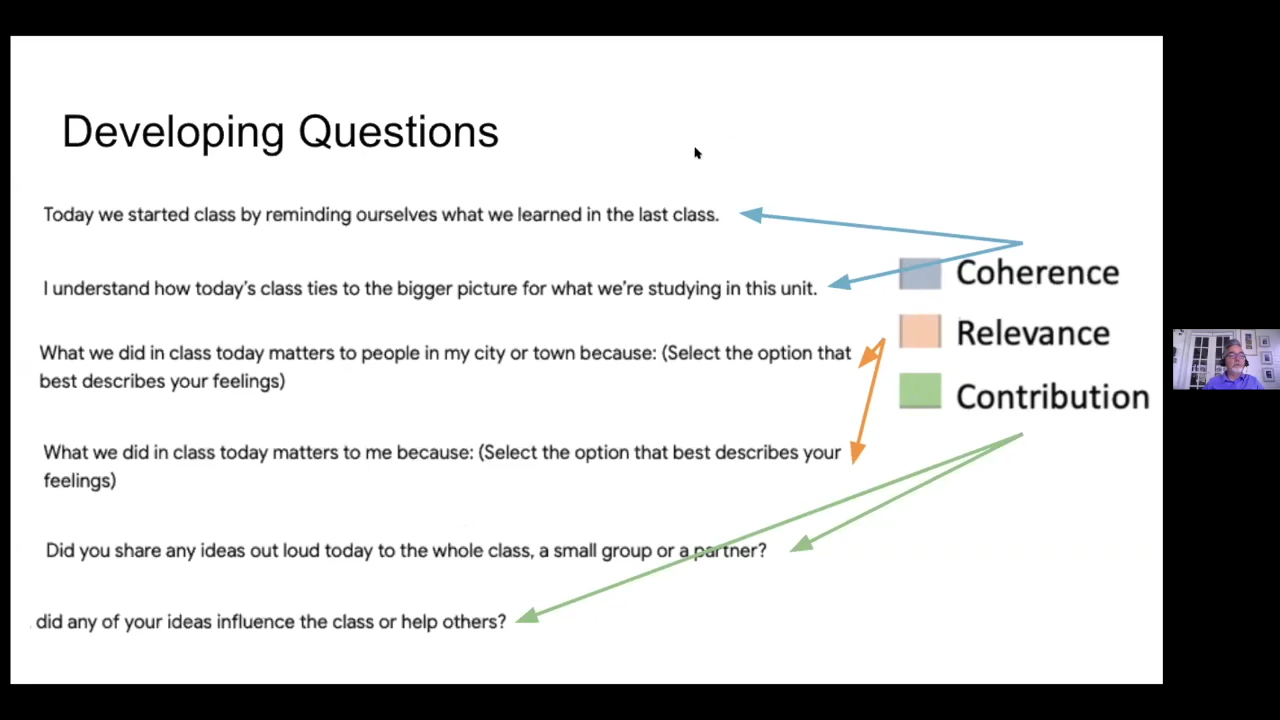 Developing Questions
Today we started class by reminding ourselves what we learned in the last class.
I understand how today's class ties to the bigger picture for what we're studying in this unit.
What we did in class today matters to people in my city or town because: (Select the option that
best describes your feelings)
What we did in class today matters to me because: (Select the option that best describes your
feelings)
Did you share any ideas out loud today to the whole class, a small group or a partner?
did any of your ideas influence the class or help others?
Coherence
Relevance
Contribution